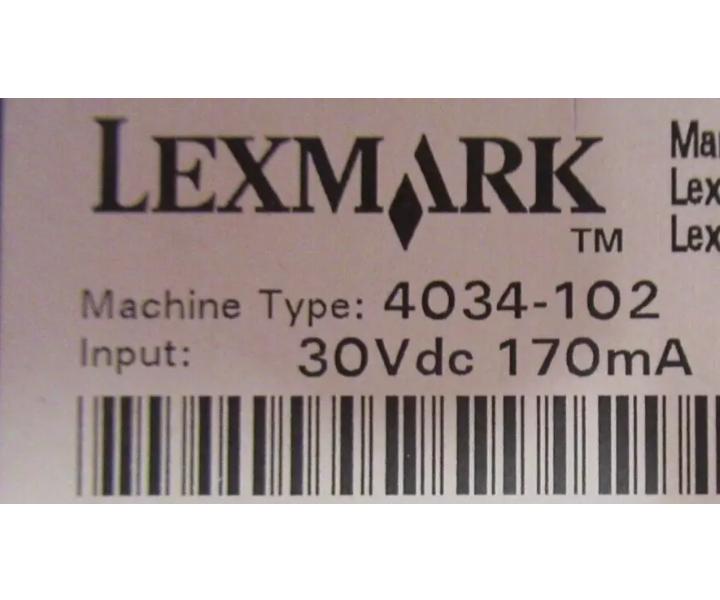 LEXMARK
TM
Machine Type: 4034-102
Input: 30Vdc 170mA